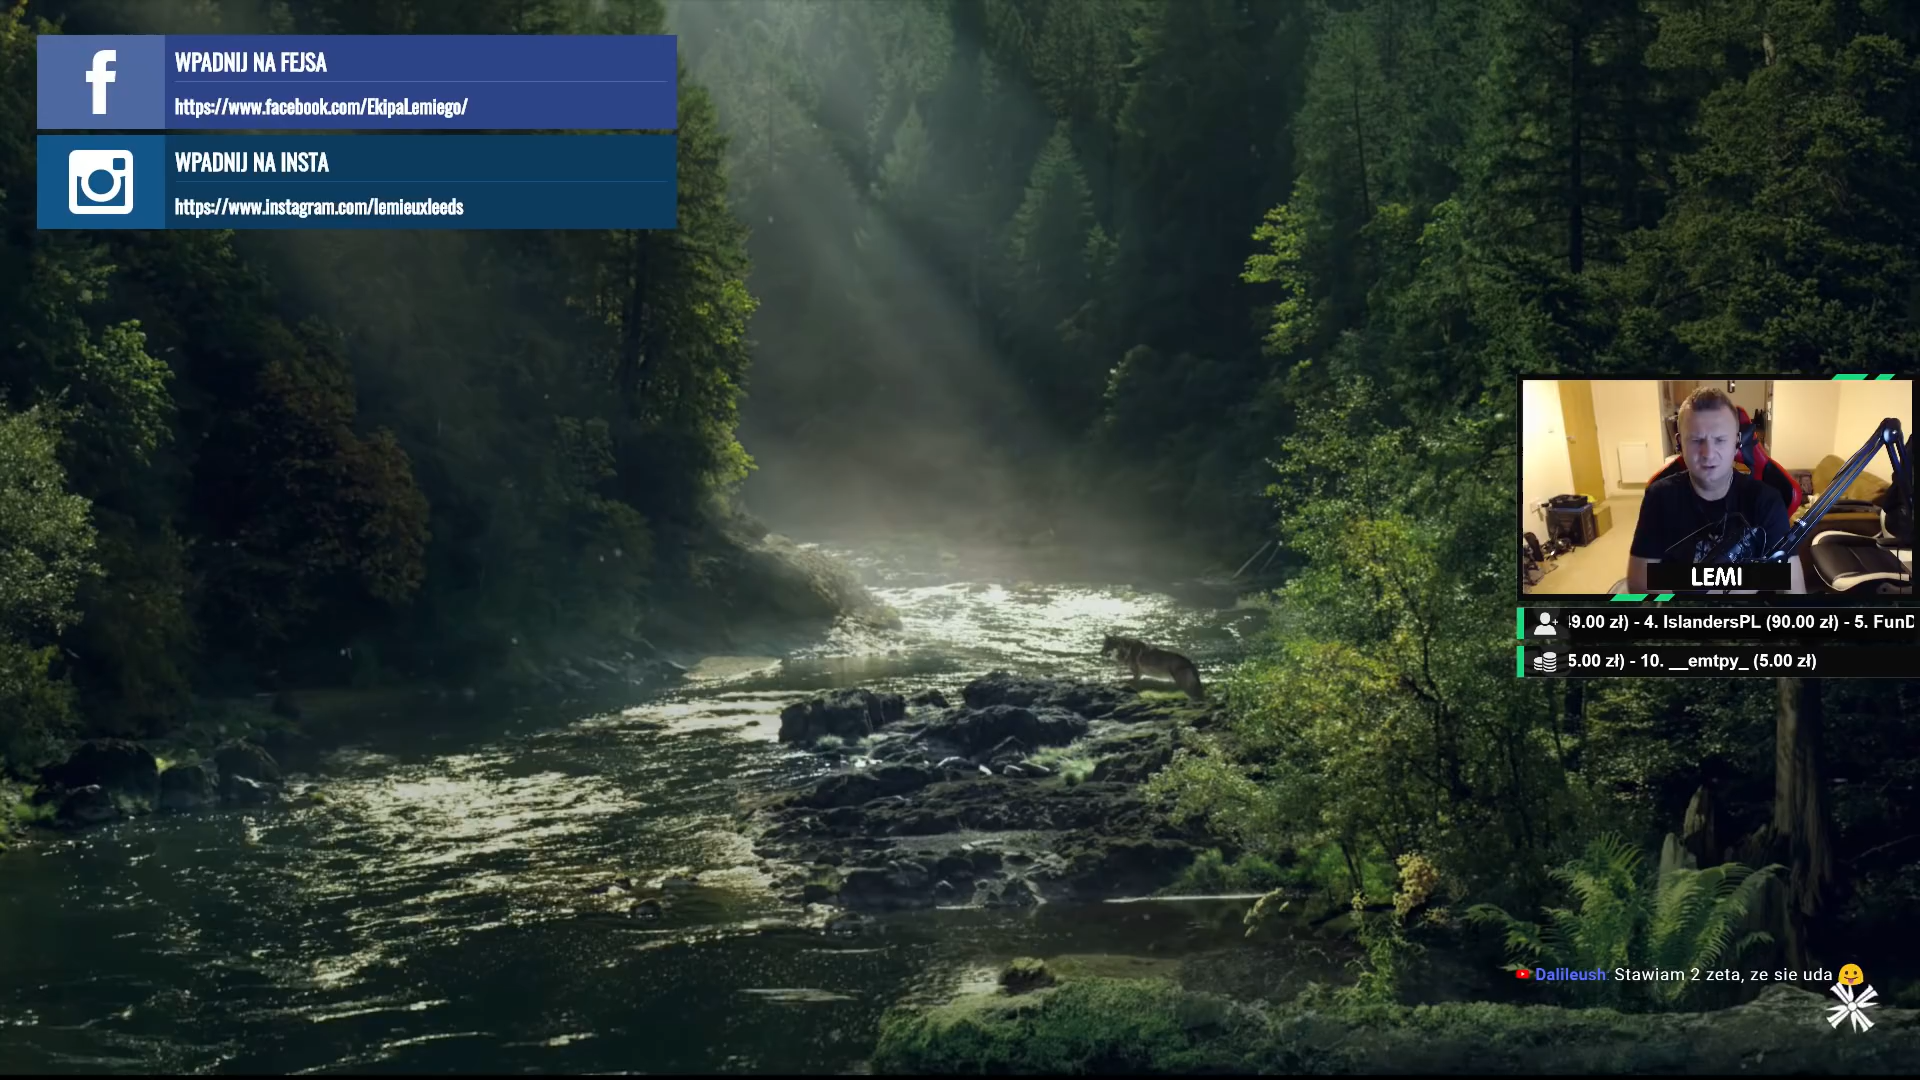 WPADNIJ NA FEJSA
https://www.facebook.com/EkipaLemiego/
WPADNIJ NA INSTA
https://www.instagram.com/lemieuxleeds
LEMI
9.00 zł) - 4. IslandersPL (90.00 zł) - 5. Fun
5.00 zł) - 10. __emtpy_ (5.00 zł)
Dalileush: Stawiam 2 zeta, ze sie uda